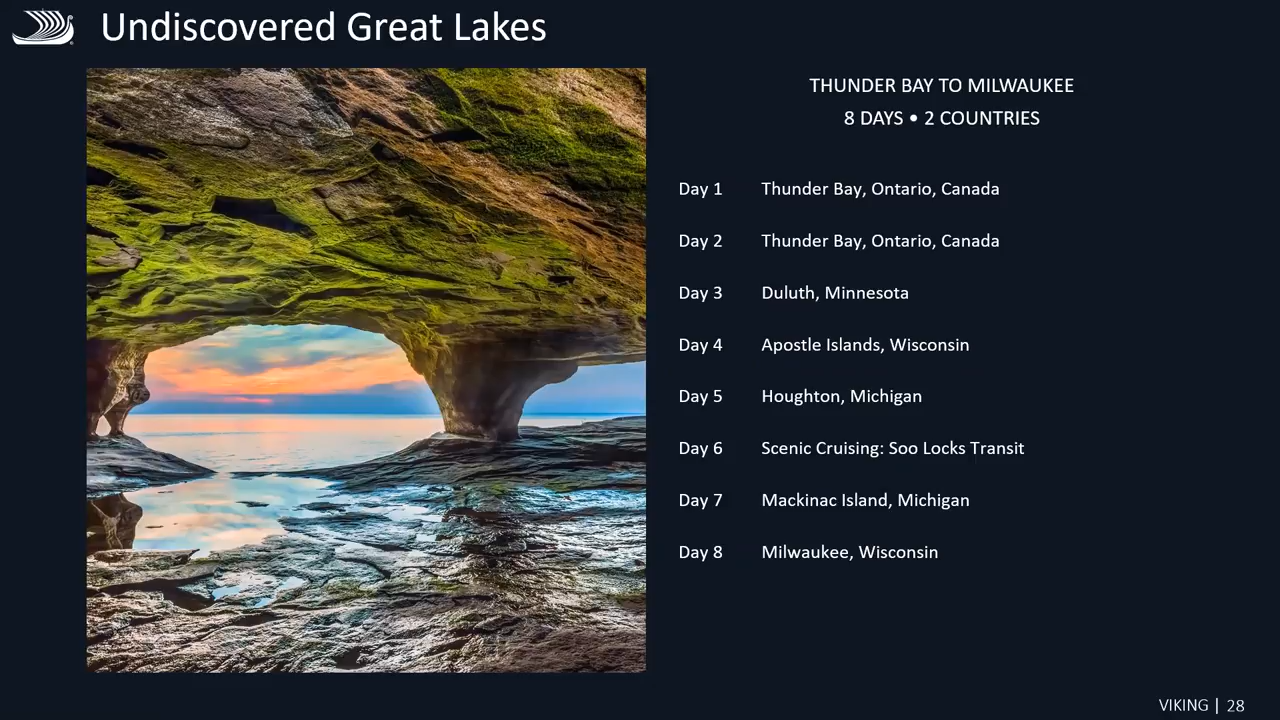 Undiscovered Great Lakes
THUNDER BAY TO MILWAUKEE
8 DAYS • 2 COUNTRIES
Day 1 Thunder Bay, Ontario, Canada
Day 2 Thunder Bay, Ontario, Canada
Day 3 Duluth, Minnesota
Day 4 Apostle Islands, Wisconsin
Day 5 Houghton, Michigan
Day 6 Scenic Cruising: Soo Locks Transit
Day 7 Mackinac Island, Michigan
Day 8 Milwaukee, Wisconsin
VIKING | 28